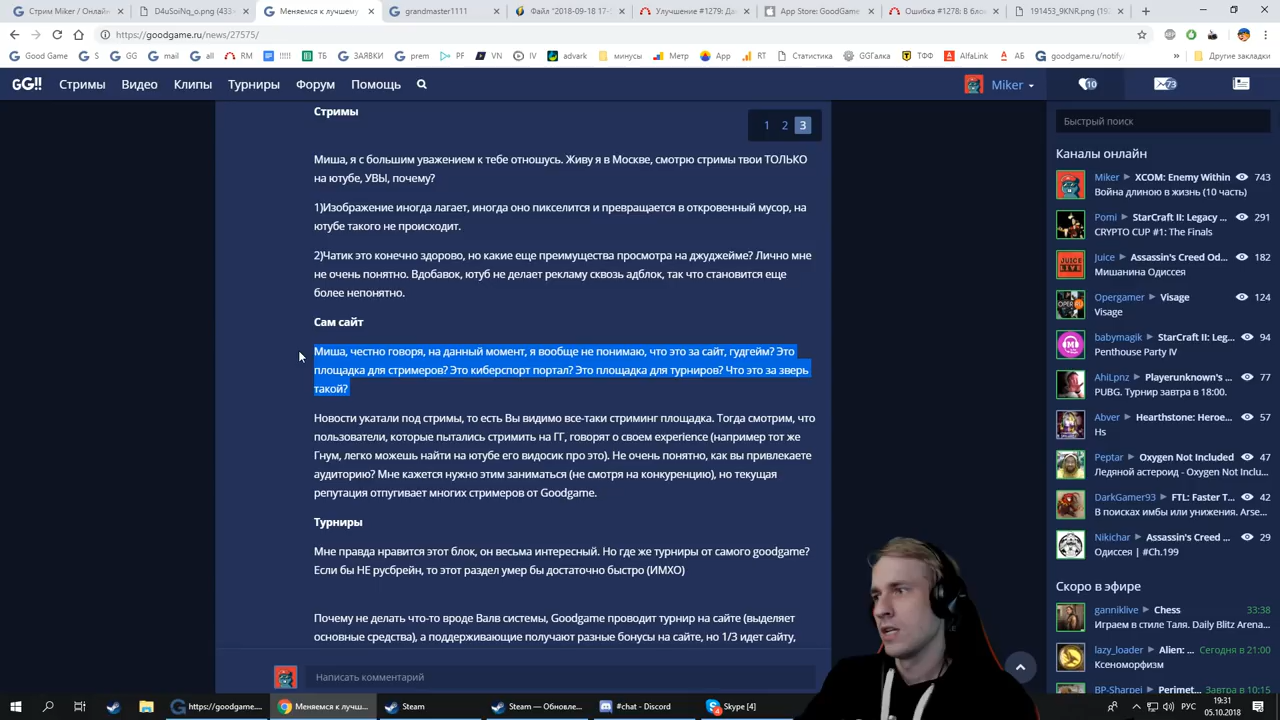 Стрим Miker
D4uSoiNq_o.png (433
Меняемся к лучшему
grandmaster1111
Файл "2018-09-18 17-5
Улучшение #1279: Дл
App Store: GoodGame
Ошибка #1278: В блок
191453_9KNR.png (197
https://goodgame.ru/news/27575/
Good Game
S
GG
mail
all
RM
!!!!!
ТБ
ЗАЯВКИ
prem
PF
VN
IV
advark
минусы
Метр
App
RT
Статистика
GGГалка
ТФФ
AlfaLink
АБ
goodgame.ru/notify
»
Другие закладки
GG!!
Стримы
Видео
Клипы
Турниры
Форум
Помощь
Miker
10
73
1 2 3
Стримы
Миша, я с большим уважением к тебе отношусь. Живу я в Москве, смотрю стримы твои ТОЛЬКО
на ютубе, УВЫ, почему?
1)Изображение иногда лагает, иногда оно пикселится и превращается в откровенный мусор, на
ютубе такого не происходит.
2)Чатик это конечно здорово, но какие еще преимущества просмотра на джуджейме? Лично мне
не очень понятно. Вдобавок, ютуб не делает рекламу сквозь адблок, так что становится еще
более непонятно.
Сам сайт
Миша, честно говоря, на данный момент, я вообще не понимаю, что это за сайт, гудгейм? Это
площадка для стримеров? Это киберспорт портал? Это площадка для турниров? Что это за зверь
такой?
Новости укатали под стримы, то есть Вы видимо все-таки стриминг площадка. Тогда смотрим, что
пользователи, которые пытались стримить на ГГ, говорят о своем experience (например тот же
Гнум, легко можешь найти на ютубе его видосик про это). Не очень понятно, как вы привлекаете
аудиторию? Мне кажется нужно этим заниматься (не смотря на конкуренцию), но текущая
репутация отпугивает многих стримеров от Goodgame.
Турниры
Мне правда нравится этот блок, он весьма интересный. Но где же турниры от самого goodgame?
Если бы НЕ русбрейн, то этот раздел умер бы достаточно быстро (ИМХО)
Почему не делать что-то вроде Валв системы, Goodgame проводит турнир на сайте (выделяет
основные средства), а поддерживающие получают разные бонусы на сайте, но 1/3 идет сайту,
Написать комментарий
Быстрый поиск
Каналы онлайн
Miker XCOM: Enemy Within 743
Война длиною в жизнь (10 часть)
Pomi StarCraft II: Legacy ... 291
CRYPTO CUP #1: The Finals
Juice Assassin's Creed Od... 182
Мишанина Одиссея
Opergamer Visage 124
Visage
babymagik StarCraft II: Leg... 94
Penthouse Party IV
AhiLpnz Playerunknown's ... 77
PUBG. Турнир завтра в 18:00.
Abver Hearthstone: Heroe... 57
Hs
Peptar Oxygen Not Included 47
Ледяной астероид - Oxygen Not Inclu...
DarkGamer93 FTL: Faster T... 42
В поисках имбы или унижения. Arse...
Nikichar Assassin's Creed ... 29
Одиссея | #Ch.199
Скоро в эфире
ganniklive Chess 33:38
Играем в стиле Таля. Daily Blitz Arena...
lazy_loader Alien: ... Сегодня в 21:00
Ксеноморфизм
BP-Sharpei Perimet... Завтра в 10:15
https://goodgame...
Меняемся к лучш...
Steam
Steam — Обновле...
#chat - Discord
Skype [4]
РУС
19:31
05.10.2018